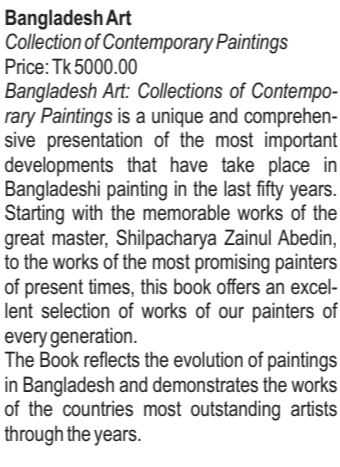 Bangladesh Art
Collection of Contemporary Paintings
Price: Tk 5000.00
Bangladesh Art: Collections of Contempo-
rary Paintings is a unique and comprehen-
sive presentation of the most important
developments that have take place in
Bangladeshi painting in the last fifty years.
Starting with the memorable works of the
great master, Shilpacharya Zainul Abedin,
to the works of the most promising painters
of present times, this book offers an excel-
lent selection of works of our painters of
every generation.
The Book reflects the evolution of paintings
in Bangladesh and demonstrates the works
of the countries most outstanding artists
through the years.